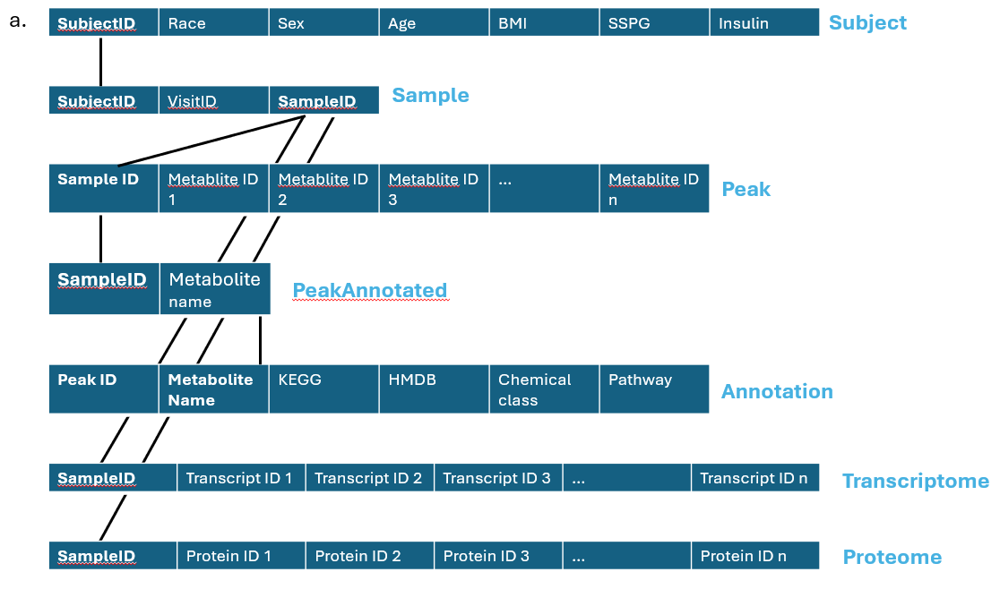 a.
SubjectID Race Sex Age BMI SSPG Insulin Subject
SubjectID VisitID SampleID Sample
Sample ID Metablite ID Metablite ID Metablite ID ... Metablite ID
1 2 3 n
Peak
SampleID Metabolite
name
PeakAnnotated
Peak ID Metabolite KEGG HMDB Chemical Pathway
Name class
Annotation
SampleID Transcript ID 1 Transcript ID 2 Transcript ID 3 ... Transcript ID n Transcriptome
SampleID Protein ID 1 Protein ID 2 Protein ID 3 ... Protein ID n Proteome